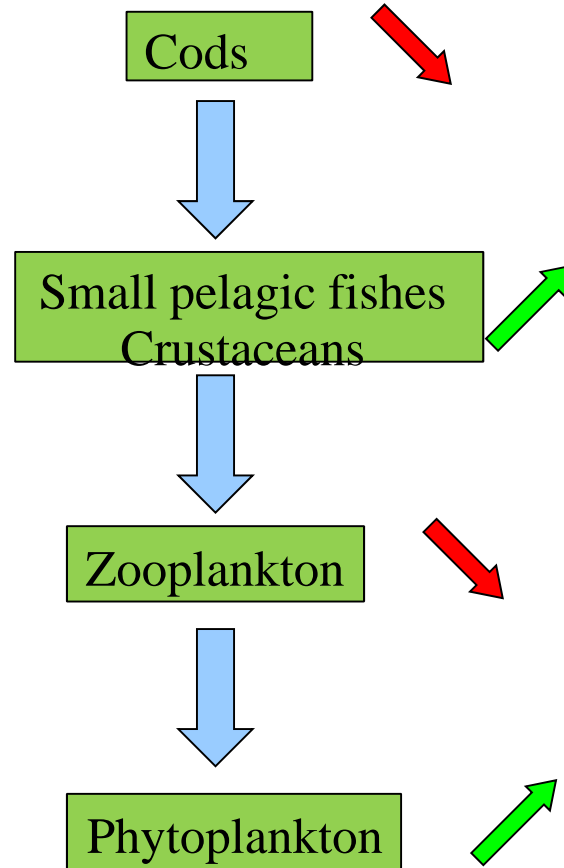 Cods
Small pelagic fishes
Crustaceans
Zooplankton
Phytoplankton